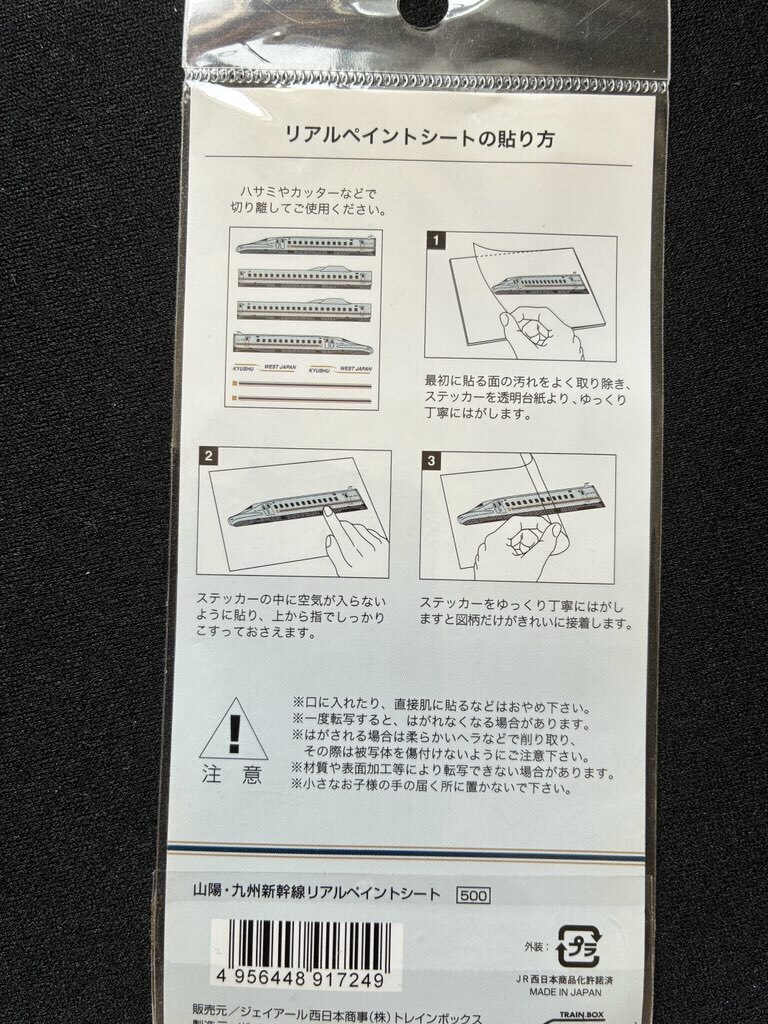 リアルペイントシートの貼り方
ハサミやカッターなどで
切り離してご使用ください。
KYUSHU WEST JAPAN KYUSHU WEST JAPAN
1
最初に貼る面の汚れをよく取り除き、
ステッカーを透明台紙より、ゆっくり
丁寧にはがします。
2
ステッカーの中に空気が入らない
ように貼り、上から指でしっかり
こすっておさえます。
3
ステッカーをゆっくり丁寧にはがし
ますと図柄だけがきれいに接着します。
注 意
※口に入れたり、直接肌に貼るなどはおやめ下さい。
※一度転写すると、はがれなくなる場合があります。
※はがされる場合は柔らかいヘラなどで削り取り、
その際は被写体を傷付けないようにご注意下さい。
※材質や表面加工等により転写できない場合があります。
※小さなお子様の手の届く所に置かないで下さい。
山陽・九州新幹線リアルペイントシート 500
4 956448 917249
外装: プラ
JR西日本商品化許諾済
MADE IN JAPAN
販売元/ジェイアール西日本商事(株)トレインボックス
TRAIN BOX